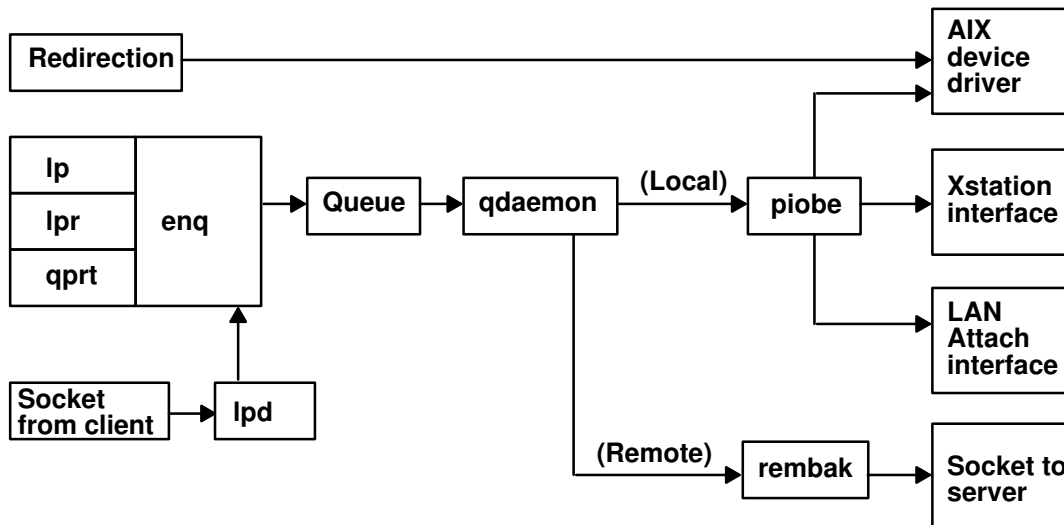 Redirection
AIX
device
driver
lp
lpr
qprt
enq
Queue
qdaemon
(Local)
piobe
Xstation
interface
LAN
Attach
interface
Socket
from client
lpd
(Remote)
rembak
Socket to
server